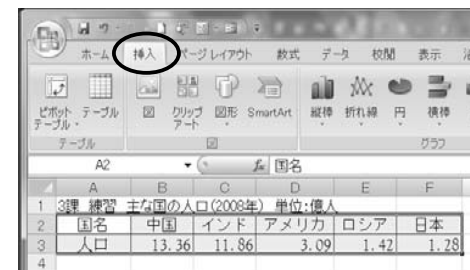 ホーム 挿入 ページレイアウト 数式 データ 校閲 表示
ピボットテーブル テーブル 図 クリップアート 図形 SmartArt 縦棒 折れ線 円 横棒
テーブル 図 グラフ
A2 fx 国名
A B C D E F
1 3課 練習 主な国の人口(2008年) 単位:億人
2 国名 中国 インド アメリカ ロシア 日本
3 人口 13.36 11.86 3.09 1.42 1.28
4